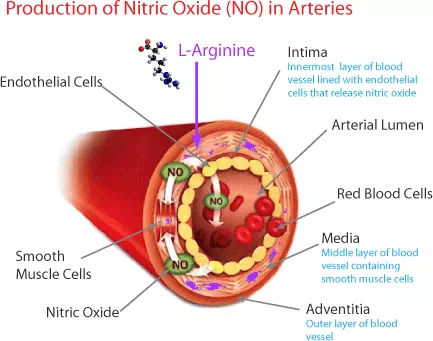 Production of Nitric Oxide (NO) in Arteries
L-Arginine
Intima
Innermost layer of blood
vessel lined with endothelial
cells that release nitric oxide
Endothelial Cells
Arterial Lumen
NO
NO
Red Blood Cells
Media
Middle layer of blood
vessel containing
smooth muscle cells
Smooth
Muscle Cells
NO
Nitric Oxide
Adventitia
Outer layer of blood
vessel